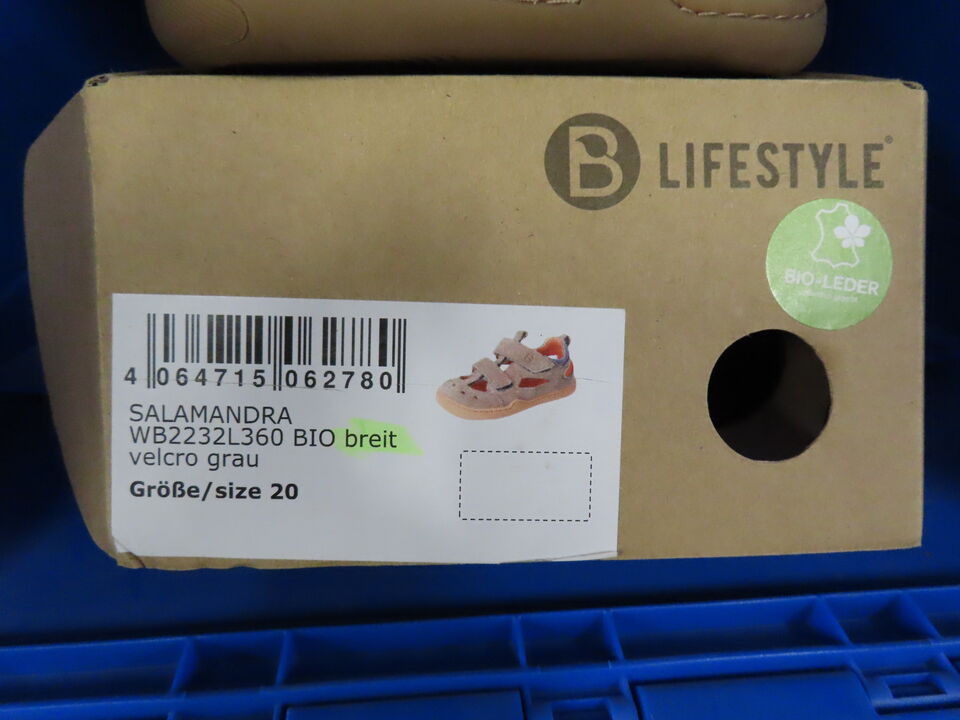 B LIFESTYLE®
BIO-LEDER
4 064715 062780
SALAMANDRA
WB2232L360 BIO breit
velcro grau
Größe/size 20